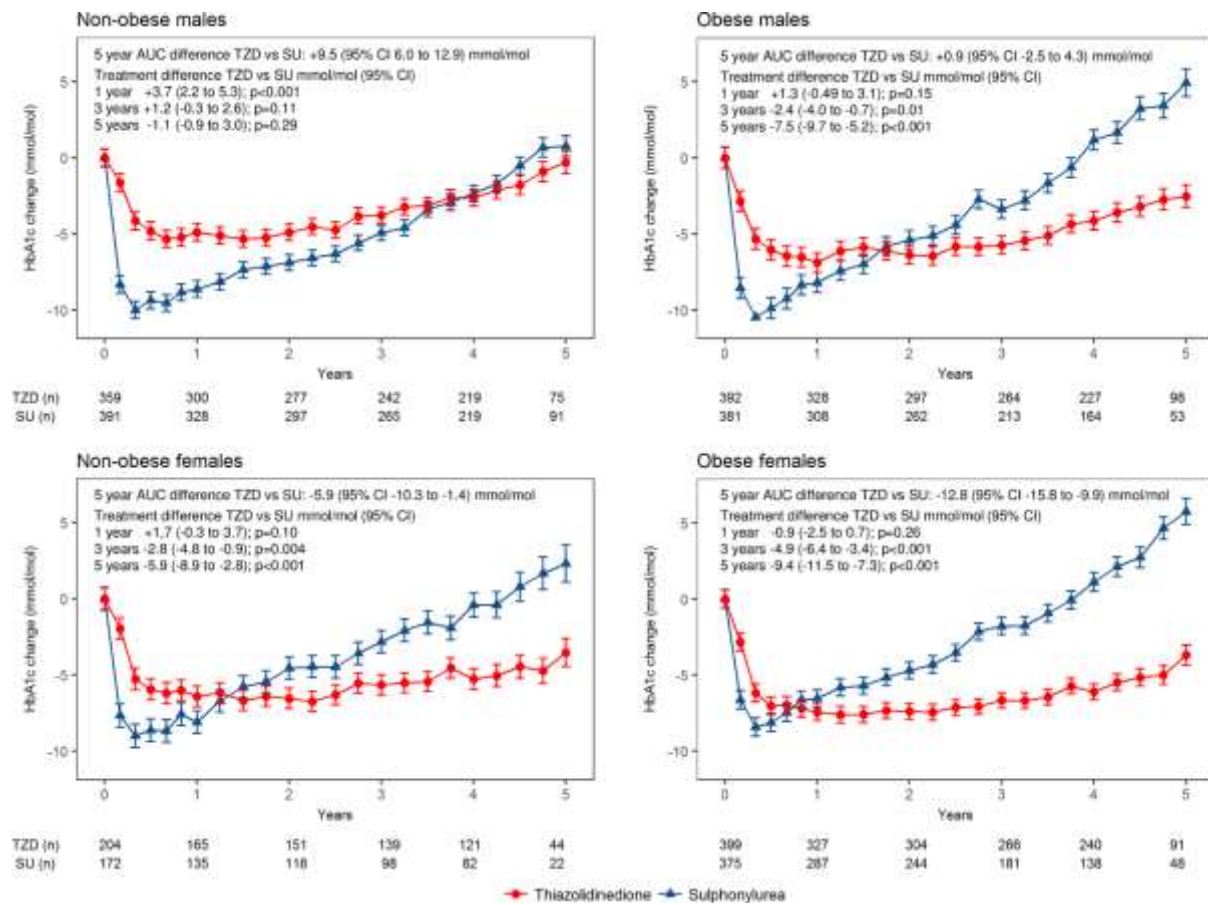 Non-obese males
5 year AUC difference TZD vs SU: +9.5 (95% CI 6.0 to 12.9) mmol/mol
Treatment difference TZD vs SU mmol/mol (95% CI)
1 year +3.7 (2.2 to 5.3); p<0.001
3 years +1.2 (-0.3 to 2.6); p=0.11
5 years -1.1 (-0.9 to 3.0); p=0.29
HbA1c change (mmol/mol)
5
0
-5
-10
0 1 2 3 4 5
Years
TZD (n) 359 300 277 242 219 75
SU (n) 391 328 297 265 219 91
Obese males
5 year AUC difference TZD vs SU: +0.9 (95% CI -2.5 to 4.3) mmol/mol
Treatment difference TZD vs SU mmol/mol (95% CI)
1 year +1.3 (-0.49 to 3.1); p=0.15
3 years -2.4 (-4.0 to -0.7); p=0.01
5 years -7.5 (-9.7 to -5.2); p<0.001
HbA1c change (mmol/mol)
5
0
-5
-10
0 1 2 3 4 5
Years
392 328 297 264 227 98
381 308 262 213 164 53
Non-obese females
5 year AUC difference TZD vs SU: -5.9 (95% CI -10.3 to -1.4) mmol/mol
Treatment difference TZD vs SU mmol/mol (95% CI)
1 year +1.7 (-0.3 to 3.7); p=0.10
3 years -2.8 (-4.8 to -0.9); p=0.004
5 years -5.9 (-8.9 to -2.8); p<0.001
HbA1c change (mmol/mol)
5
0
-5
-10
0 1 2 3 4 5
Years
TZD (n) 204 165 151 139 121 44
SU (n) 172 135 118 98 82 22
Obese females
5 year AUC difference TZD vs SU: -12.8 (95% CI -15.8 to -9.9) mmol/mol
Treatment difference TZD vs SU mmol/mol (95% CI)
1 year -0.9 (-2.5 to 0.7); p=0.26
3 years -4.9 (-6.4 to -3.4); p<0.001
5 years -9.4 (-11.5 to -7.3); p<0.001
HbA1c change (mmol/mol)
5
0
-5
-10
0 1 2 3 4 5
Years
399 327 304 266 240 91
375 287 244 181 138 48
Thiazolidinedione Sulphonylurea